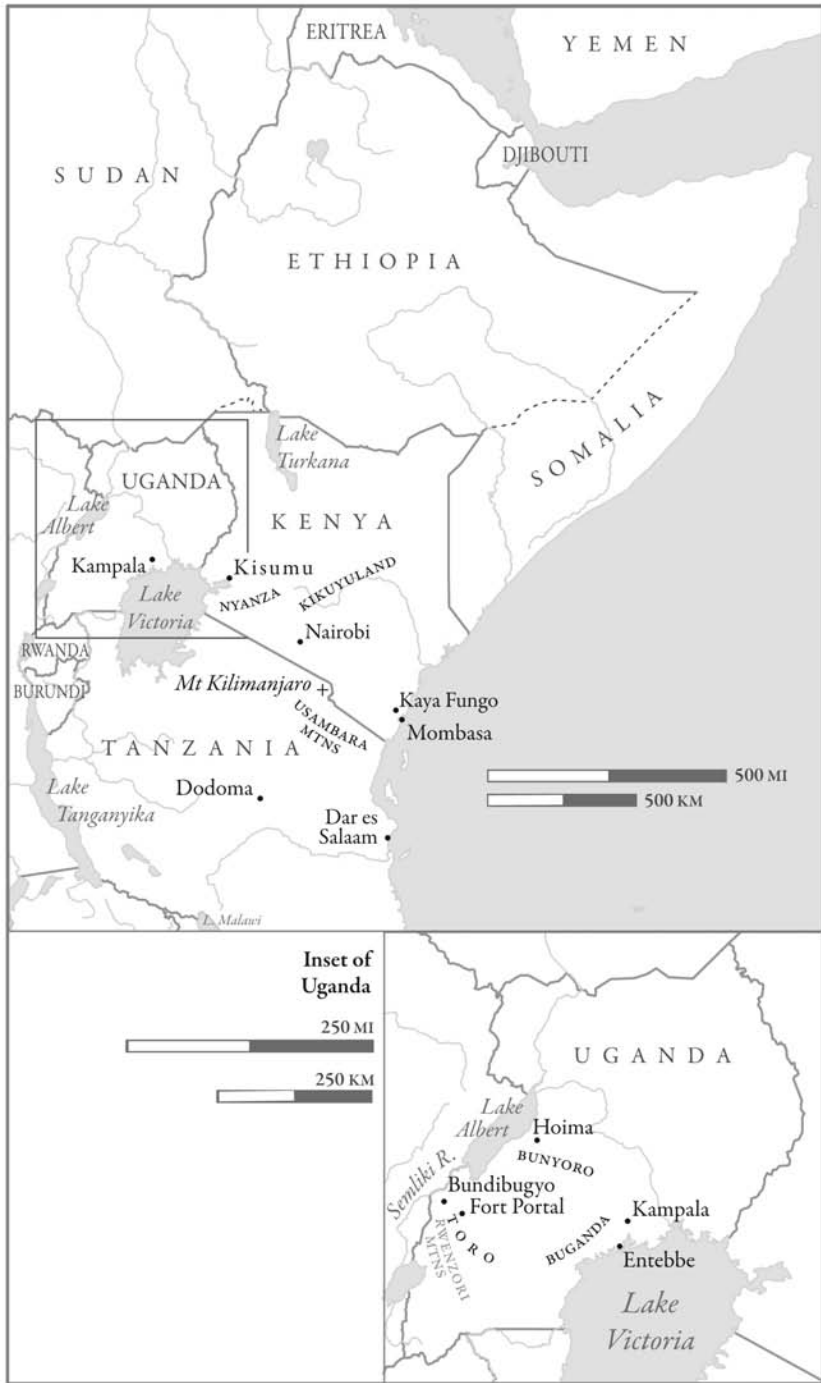 ERITREA
YEMEN
DJIBOUTI
SUDAN
ETHIOPIA
SOMALIA
Lake
Turkana
UGANDA
KENYA
Lake
Albert
Kampala
Kisumu
NYANZA
KIKUYULAND
Lake
Victoria
Nairobi
RWANDA
BURUNDI
Mt Kilimanjaro
Kaya Fungo
Mombasa
USAMBARA
MTNS
TANZANIA
Dodoma
Lake
Tanganyika
Dar es
Salaam
L. Malawi
500 MI
500 KM
Inset of
Uganda
250 MI
250 KM
UGANDA
Lake
Albert
Hoima
BUNYORO
Semliki R.
Bundibugyo
Fort Portal
TORO
RWENZORI
MTNS
BUGANDA
Kampala
Entebbe
Lake
Victoria